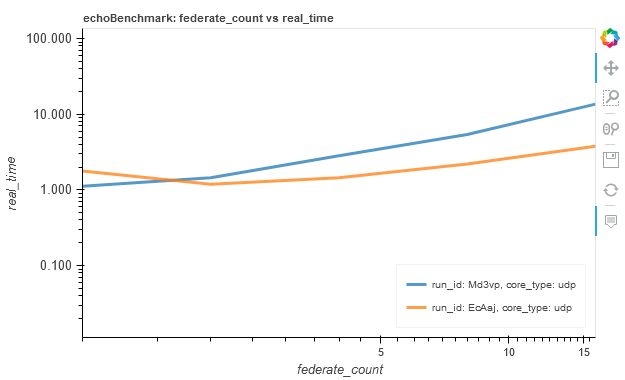 echoBenchmark: federate_count vs real_time
100.000
10.000
1.000
0.100
real_time
run_id: Md3vp, core_type: udp
run_id: EcAaj, core_type: udp
5
10
15
federate_count